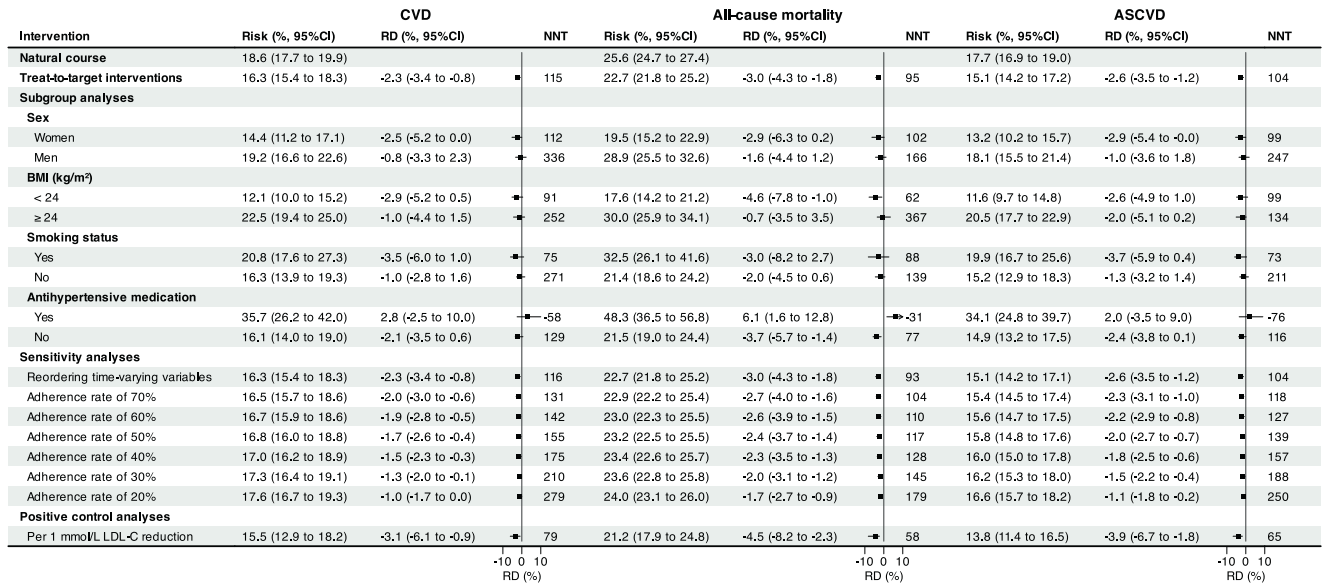 CVD All-cause mortality ASCVD
Intervention Risk (%, 95%CI) RD (%, 95%CI) NNT Risk (%, 95%CI) RD (%, 95%CI) NNT Risk (%, 95%CI) RD (%, 95%CI) NNT
Natural course 18.6 (17.7 to 19.9) 25.6 (24.7 to 27.4) 17.7 (16.9 to 19.0)
Treat-to-target interventions 16.3 (15.4 to 18.3) -2.3 (-3.4 to -0.8) 115 22.7 (21.8 to 25.2) -3.0 (-4.3 to -1.8) 95 15.1 (14.2 to 17.2) -2.6 (-3.5 to -1.2) 104
Subgroup analyses
Sex
Women 14.4 (11.2 to 17.1) -2.5 (-5.2 to 0.0) 112 19.5 (15.2 to 22.9) -2.9 (-6.3 to 0.2) 102 13.2 (10.2 to 15.7) -2.9 (-5.4 to -0.0) 99
Men 19.2 (16.6 to 22.6) -0.8 (-3.3 to 2.3) 336 28.9 (25.5 to 32.6) -1.6 (-4.4 to 1.2) 166 18.1 (15.5 to 21.4) -1.0 (-3.6 to 1.8) 247
BMI (kg/m²)
< 24 12.1 (10.0 to 15.2) -2.9 (-5.2 to 0.5) 91 17.6 (14.2 to 21.2) -4.6 (-7.8 to -1.0) 62 11.6 (9.7 to 14.8) -2.6 (-4.9 to 1.0) 99
≥ 24 22.5 (19.4 to 25.0) -1.0 (-4.4 to 1.5) 252 30.0 (25.9 to 34.1) -0.7 (-3.5 to 3.5) 367 20.5 (17.7 to 22.9) -2.0 (-5.1 to 0.2) 134
Smoking status
Yes 20.8 (17.6 to 27.3) -3.5 (-6.0 to 1.0) 75 32.5 (26.1 to 41.6) -3.0 (-8.2 to 2.7) 88 19.9 (16.7 to 25.6) -3.7 (-5.9 to 0.4) 73
No 16.3 (13.9 to 19.3) -1.0 (-2.8 to 1.6) 271 21.4 (18.6 to 24.2) -2.0 (-4.5 to 0.6) 139 15.2 (12.9 to 18.3) -1.3 (-3.2 to 1.4) 211
Antihypertensive medication
Yes 35.7 (26.2 to 42.0) 2.8 (-2.5 to 10.0) -58 48.3 (36.5 to 56.8) 6.1 (1.6 to 12.8) -31 34.1 (24.8 to 39.7) 2.0 (-3.5 to 9.0) -76
No 16.1 (14.0 to 19.0) -2.1 (-3.5 to 0.6) 129 21.5 (19.0 to 24.4) -3.7 (-5.7 to -1.4) 77 14.9 (13.2 to 17.5) -2.4 (-3.8 to 0.1) 116
Sensitivity analyses
Reordering time-varying variables 16.3 (15.4 to 18.3) -2.3 (-3.4 to -0.8) 116 22.7 (21.8 to 25.2) -3.0 (-4.3 to -1.8) 93 15.1 (14.2 to 17.1) -2.6 (-3.5 to -1.2) 104
Adherence rate of 70% 16.5 (15.7 to 18.6) -2.0 (-3.0 to -0.6) 131 22.9 (22.2 to 25.4) -2.7 (-4.0 to -1.6) 104 15.4 (14.5 to 17.4) -2.3 (-3.1 to -1.0) 118
Adherence rate of 60% 16.7 (15.9 to 18.6) -1.9 (-2.8 to -0.5) 142 23.0 (22.3 to 25.5) -2.6 (-3.9 to -1.5) 110 15.6 (14.7 to 17.5) -2.2 (-2.9 to -0.8) 127
Adherence rate of 50% 16.8 (16.0 to 18.8) -1.7 (-2.6 to -0.4) 155 23.2 (22.5 to 25.5) -2.4 (-3.7 to -1.4) 117 15.8 (14.8 to 17.6) -2.0 (-2.7 to -0.7) 139
Adherence rate of 40% 17.0 (16.2 to 18.9) -1.5 (-2.3 to -0.3) 175 23.4 (22.6 to 25.7) -2.3 (-3.5 to -1.3) 128 16.0 (15.0 to 17.8) -1.8 (-2.5 to -0.6) 157
Adherence rate of 30% 17.3 (16.4 to 19.1) -1.3 (-2.0 to -0.1) 210 23.6 (22.8 to 25.8) -2.0 (-3.1 to -1.2) 145 16.2 (15.3 to 18.0) -1.5 (-2.2 to -0.4) 188
Adherence rate of 20% 17.6 (16.7 to 19.3) -1.0 (-1.7 to 0.0) 279 24.0 (23.1 to 26.0) -1.7 (-2.7 to -0.9) 179 16.6 (15.7 to 18.2) -1.1 (-1.8 to -0.2) 250
Positive control analyses
Per 1 mmol/L LDL-C reduction 15.5 (12.9 to 18.2) -3.1 (-6.1 to -0.9) 79 21.2 (17.9 to 24.8) -4.5 (-8.2 to -2.3) 58 13.8 (11.4 to 16.5) -3.9 (-6.7 to -1.8) 65
-10 0 10 -10 0 10 -10 0 10
RD (%) RD (%) RD (%)